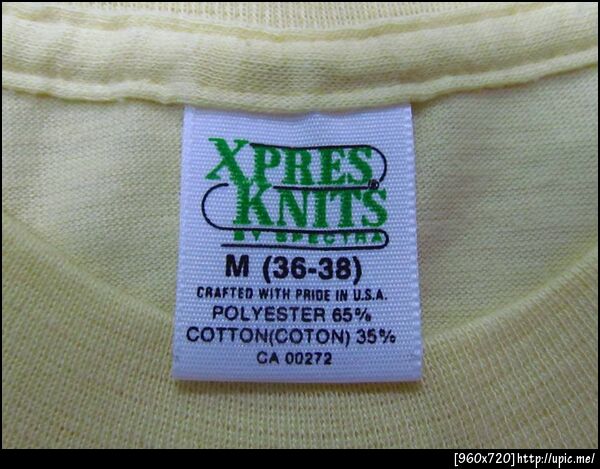 XPRES®
KNITS
BY SPECTRA
M (36-38)
CRAFTED WITH PRIDE IN U.S.A.
POLYESTER 65%
COTTON(COTON) 35%
CA 00272
[960x720]http://upic.me/